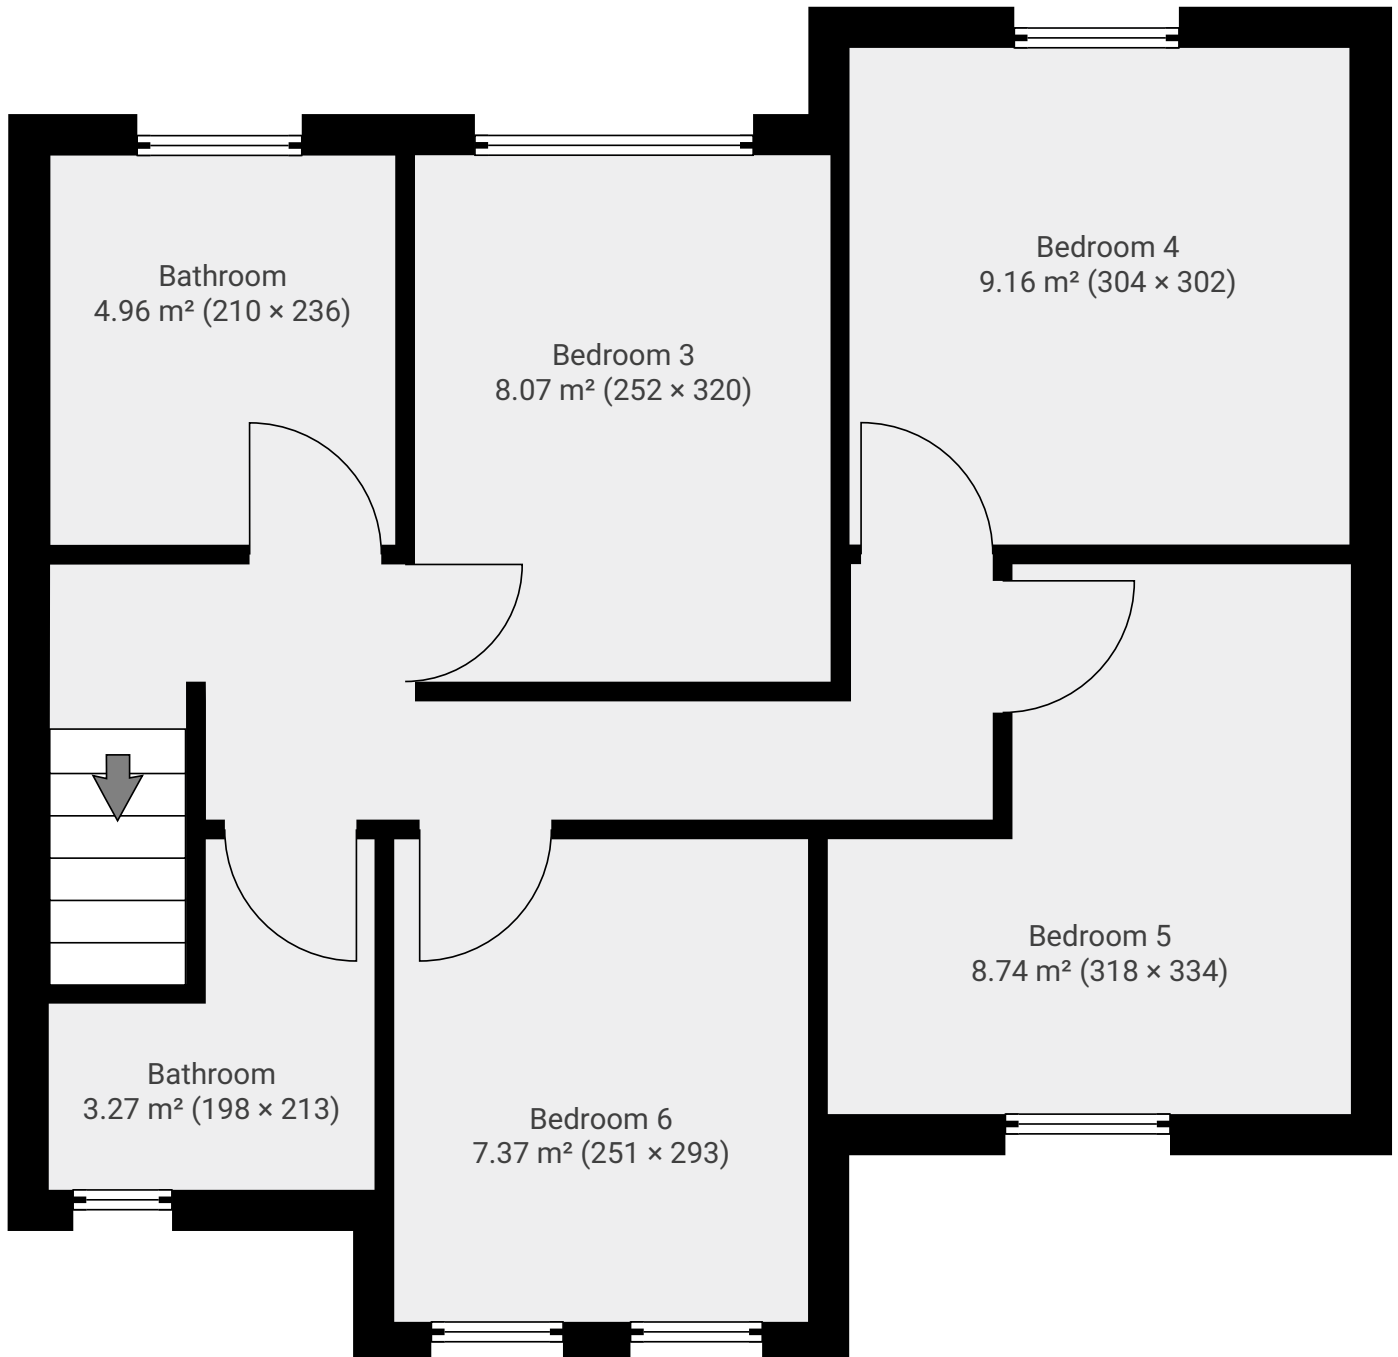 Bedroom 4
9.16 m² (304 × 302)
Bathroom
4.96 m² (210 × 236)
Bedroom 3
8.07 m² (252 × 320)
Bedroom 5
8.74 m² (318 × 334)
Bathroom
3.27 m² (198 × 213)
Bedroom 6
7.37 m² (251 × 293)